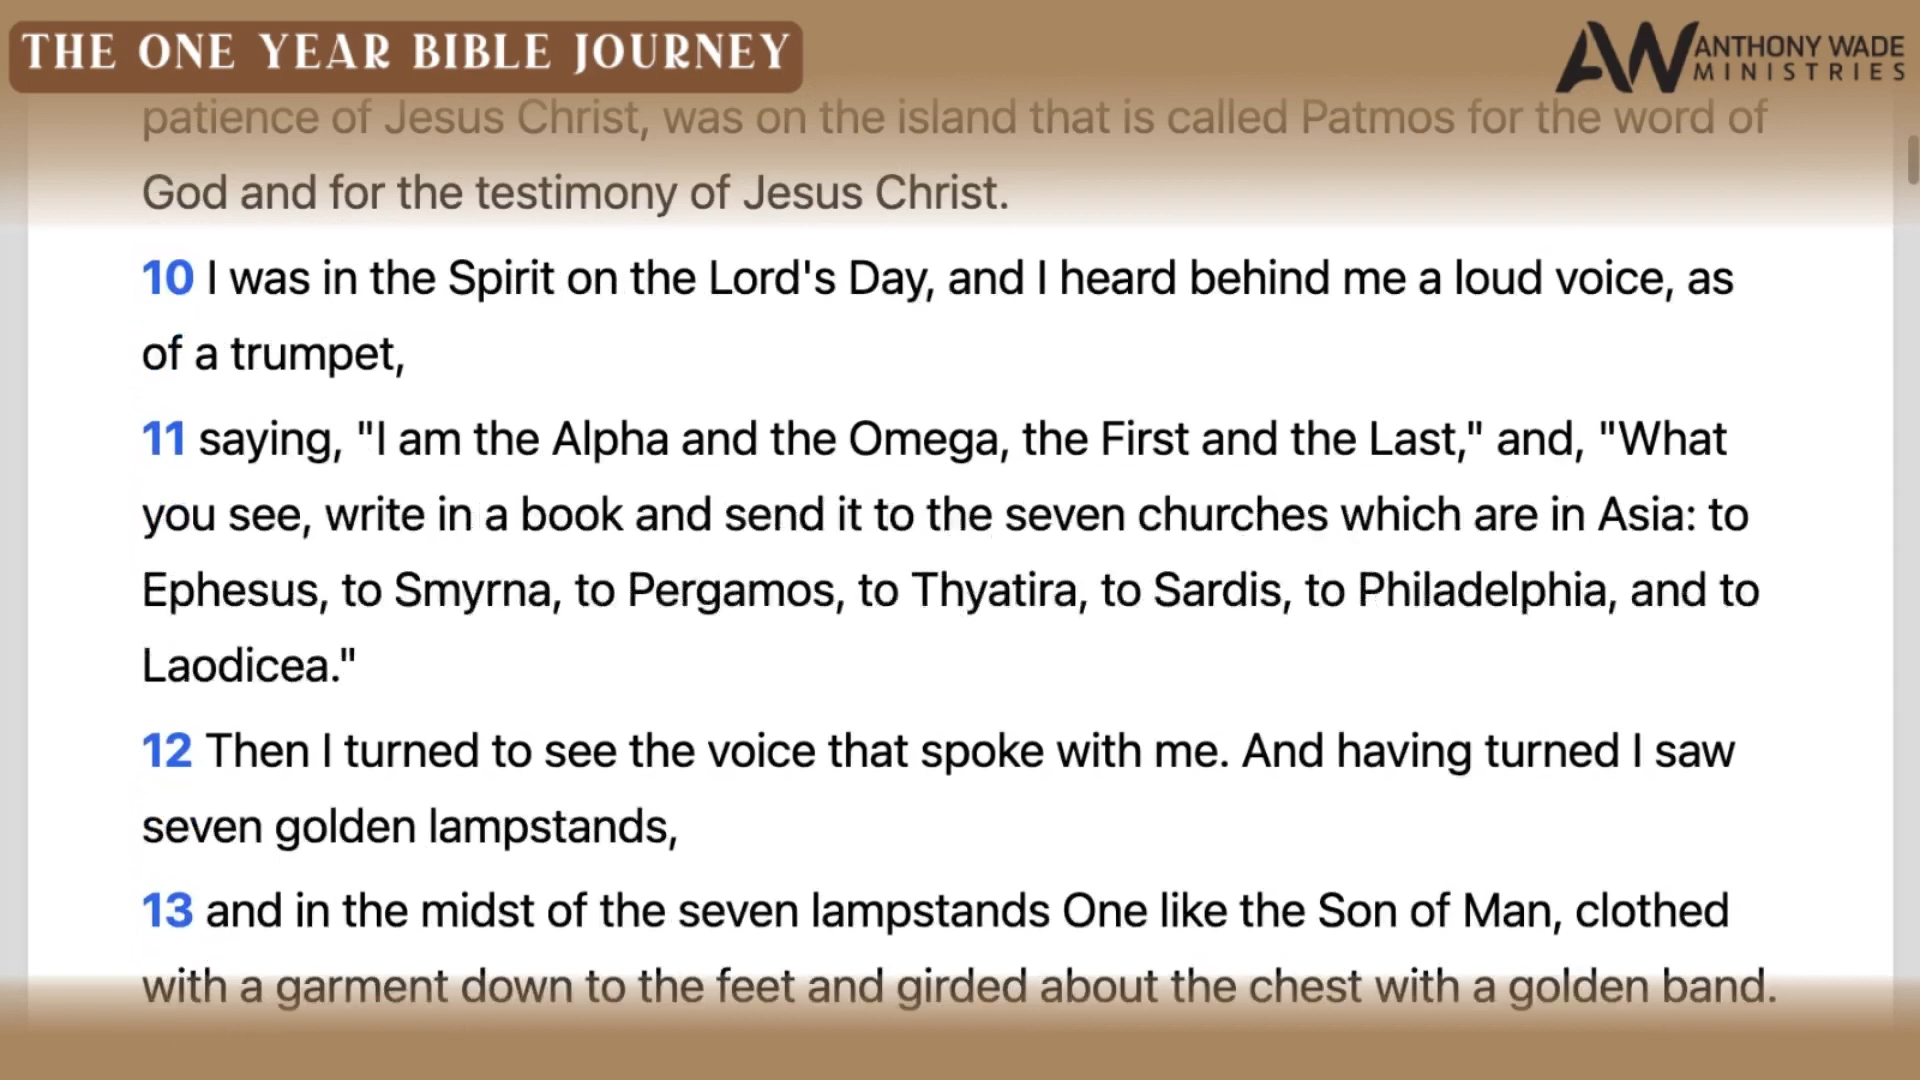 THE ONE YEAR BIBLE JOURNEY
AW ANTHONY WADE
MINISTRIES
patience of Jesus Christ, was on the island that is called Patmos for the word of
God and for the testimony of Jesus Christ.
10 I was in the Spirit on the Lord's Day, and I heard behind me a loud voice, as
of a trumpet,
11 saying, "I am the Alpha and the Omega, the First and the Last," and, "What
you see, write in a book and send it to the seven churches which are in Asia: to
Ephesus, to Smyrna, to Pergamos, to Thyatira, to Sardis, to Philadelphia, and to
Laodicea."
12 Then I turned to see the voice that spoke with me. And having turned I saw
seven golden lampstands,
13 and in the midst of the seven lampstands One like the Son of Man, clothed
with a garment down to the feet and girded about the chest with a golden band.